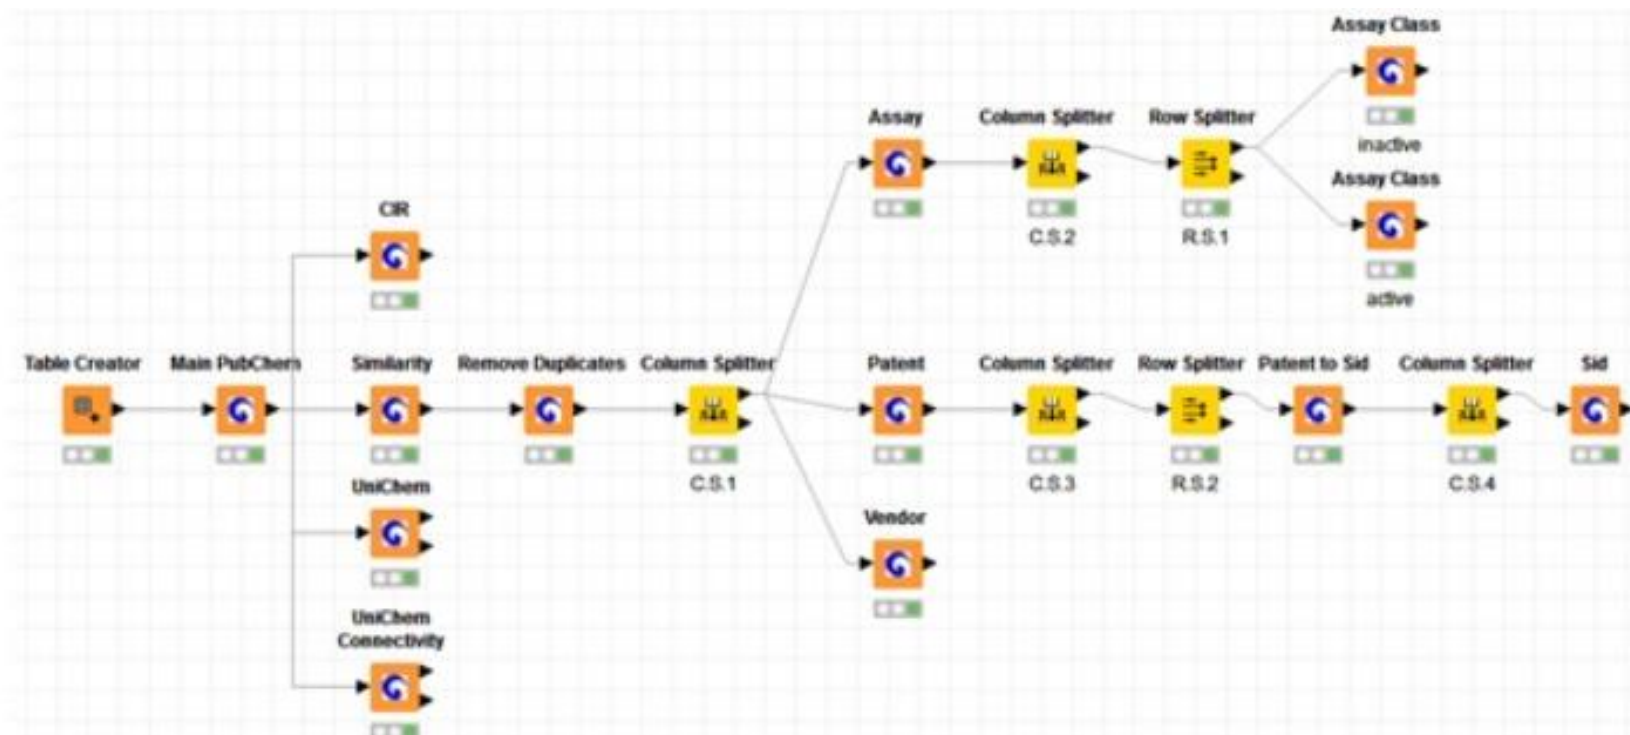 Assay Class
inactive
Assay Class
active
Assay
Column Splitter
C.S.2
Row Splitter
R.S.1
CIR
Table Creator
Main PubChem
Similarity
Remove Duplicates
Column Splitter
C.S.1
Patent
Column Splitter
C.S.3
Row Splitter
R.S.2
Patent to Sid
Column Splitter
C.S.4
Sid
UniChem
Vendor
UniChem
Connectivity